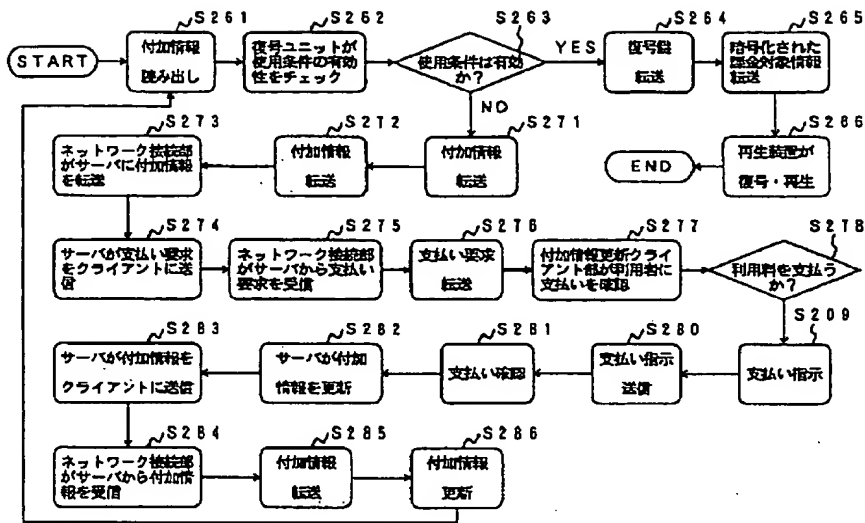 S261
S262
S263
S264
S265
START
付加情報
読み出し
復号ユニットが
使用条件の有効
性をチェック
使用条件は有効
か?
YES
復号鍵
転送
暗号化された
課金対象情報
転送
NO
S273
S272
S271
S266
ネットワーク接続部
がサーバに付加情報
を転送
付加情報
転送
付加情報
転送
END
再生装置が
復号・再生
S274
S275
S276
S277
S278
サーバが支払い要求
をクライアントに送
信
ネットワーク接続部
がサーバから支払い
要求を受信
支払い要求
転送
付加情報更新クライ
アント部が利用者に
支払いを確認
利用料を支払う
か?
S283
S282
S281
S280
S209
サーバが付加情報を
クライアントに送信
サーバが付加
情報を更新
支払い確認
支払い指示
送信
支払い指示
S284
S285
S286
ネットワーク接続部
がサーバから付加情
報を受信
付加情報
転送
付加情報
更新